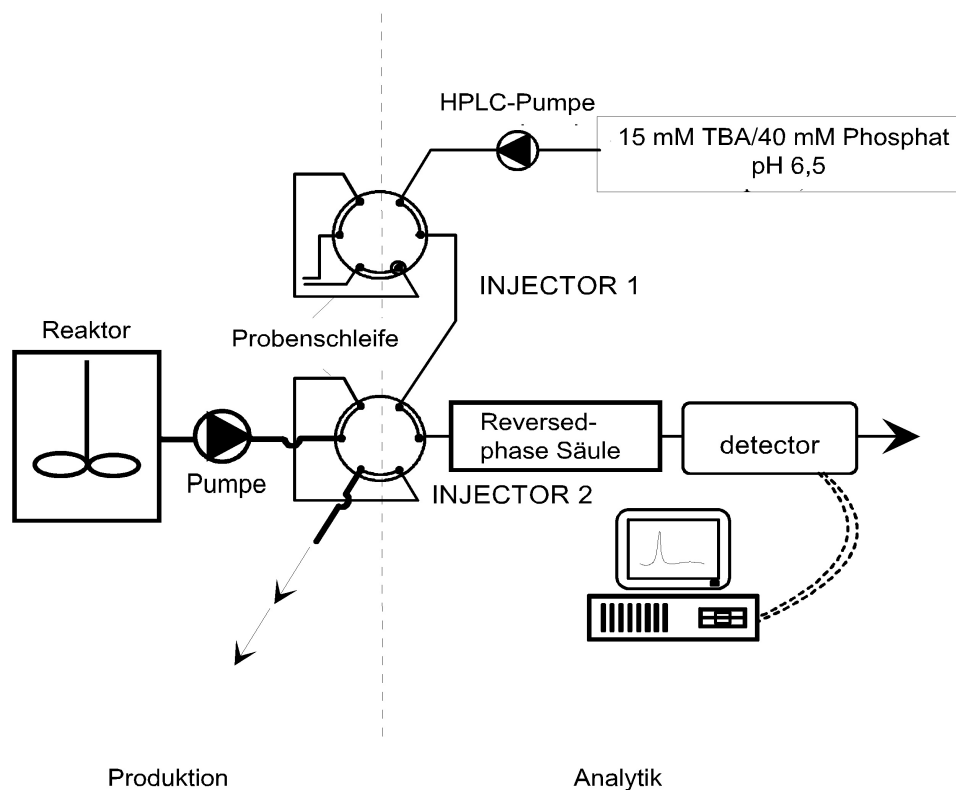 HPLC-Pumpe
15 mM TBA/40 mM Phosphat
pH 6,5
INJECTOR 1
Reaktor
Probenschleife
Reversed-
phase Säule
detector
Pumpe
INJECTOR 2
Produktion
Analytik